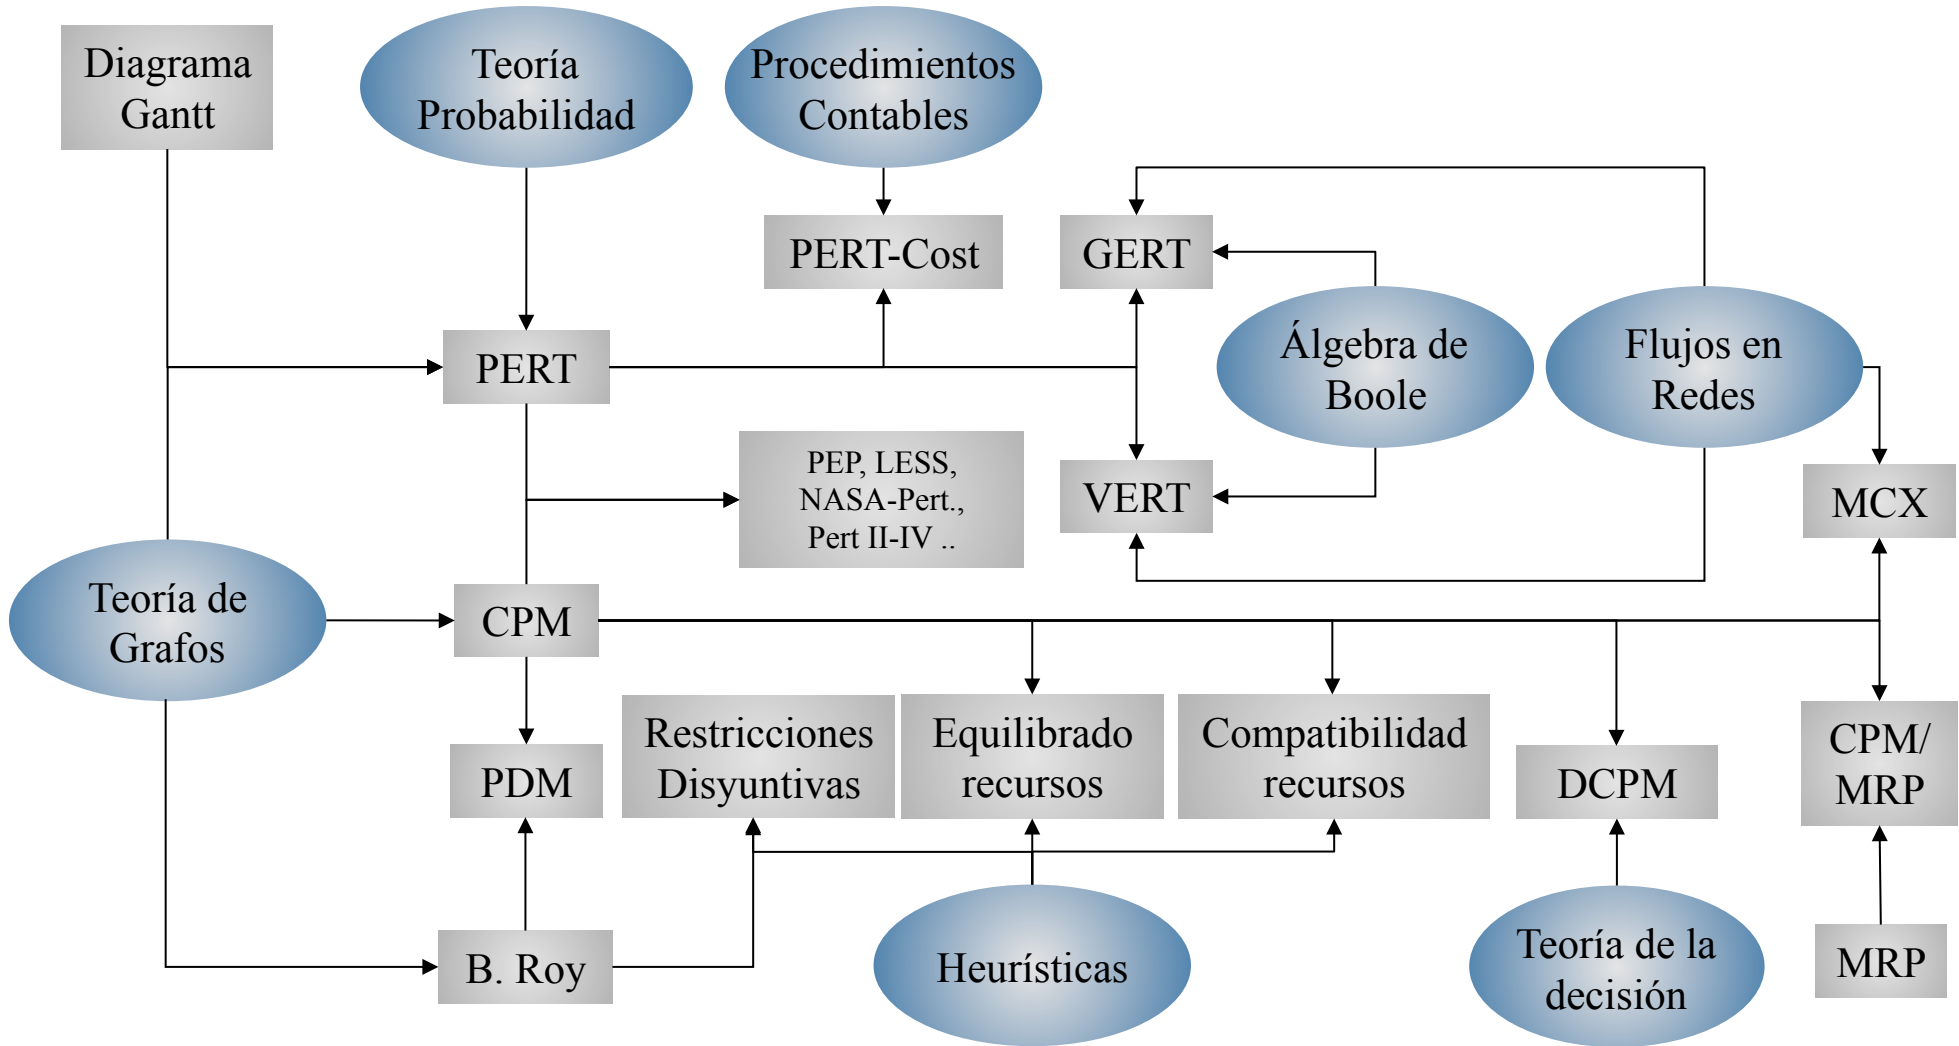 Diagrama
Gantt
Teoría
Probabilidad
Procedimientos
Contables
PERT-Cost
GERT
PERT
Álgebra de
Boole
Flujos en
Redes
PEP, LESS,
NASA-Pert.,
Pert II-IV ..
VERT
MCX
Teoría de
Grafos
CPM
PDM
Restricciones
Disyuntivas
Equilibrado
recursos
Compatibilidad
recursos
DCPM
CPM/
MRP
B. Roy
Heurísticas
Teoría de la
decisión
MRP